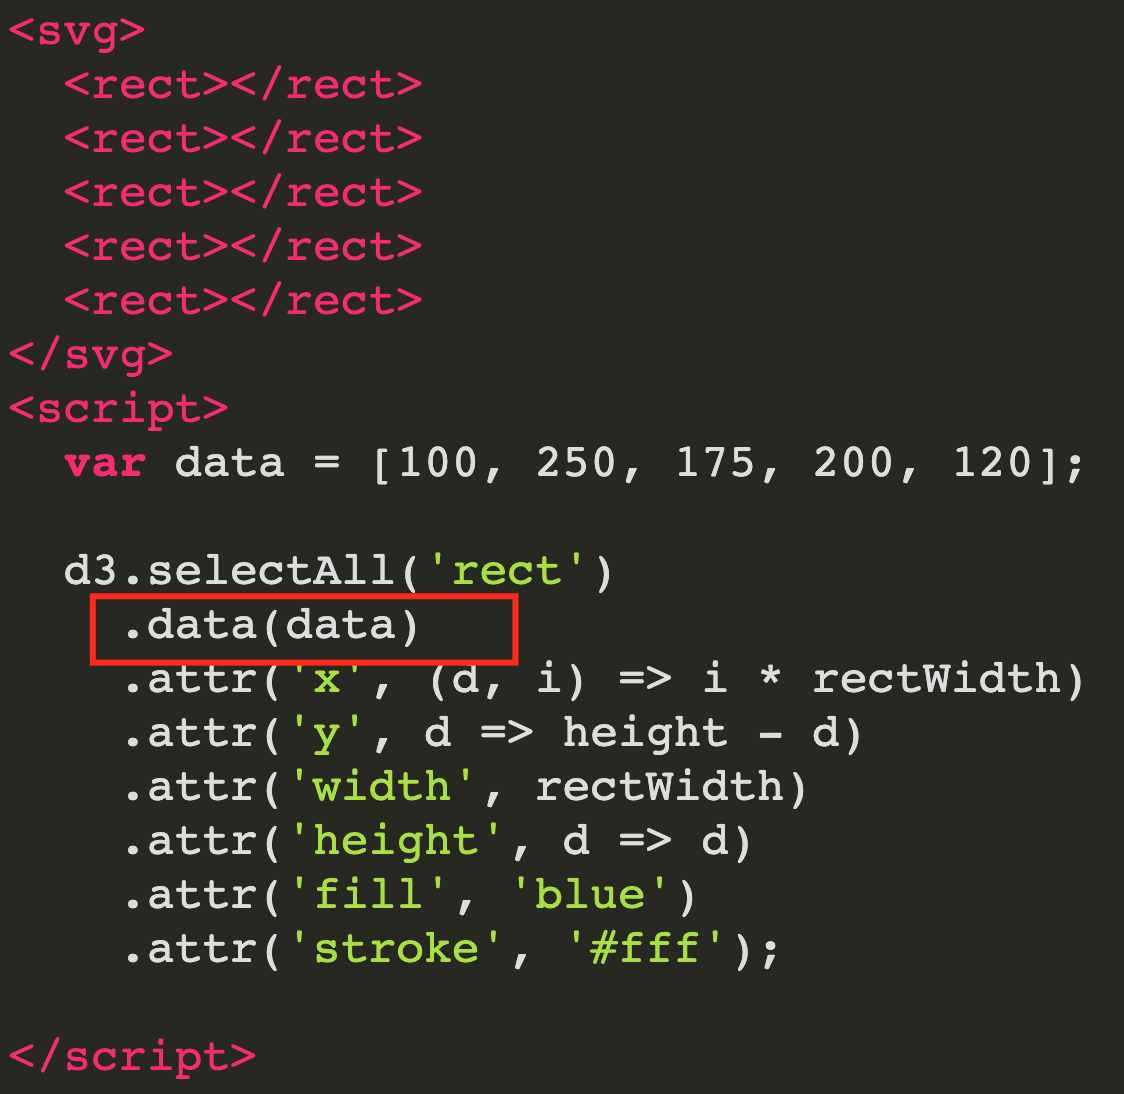 <svg>
  <rect></rect>
  <rect></rect>
  <rect></rect>
  <rect></rect>
  <rect></rect>
</svg>
<script>
  var data = [100, 250, 175, 200, 120];

  d3.selectAll('rect')
    .data(data)
    .attr('x', (d, i) => i * rectWidth)
    .attr('y', d => height - d)
    .attr('width', rectWidth)
    .attr('height', d => d)
    .attr('fill', 'blue')
    .attr('stroke', '#fff');

</script>